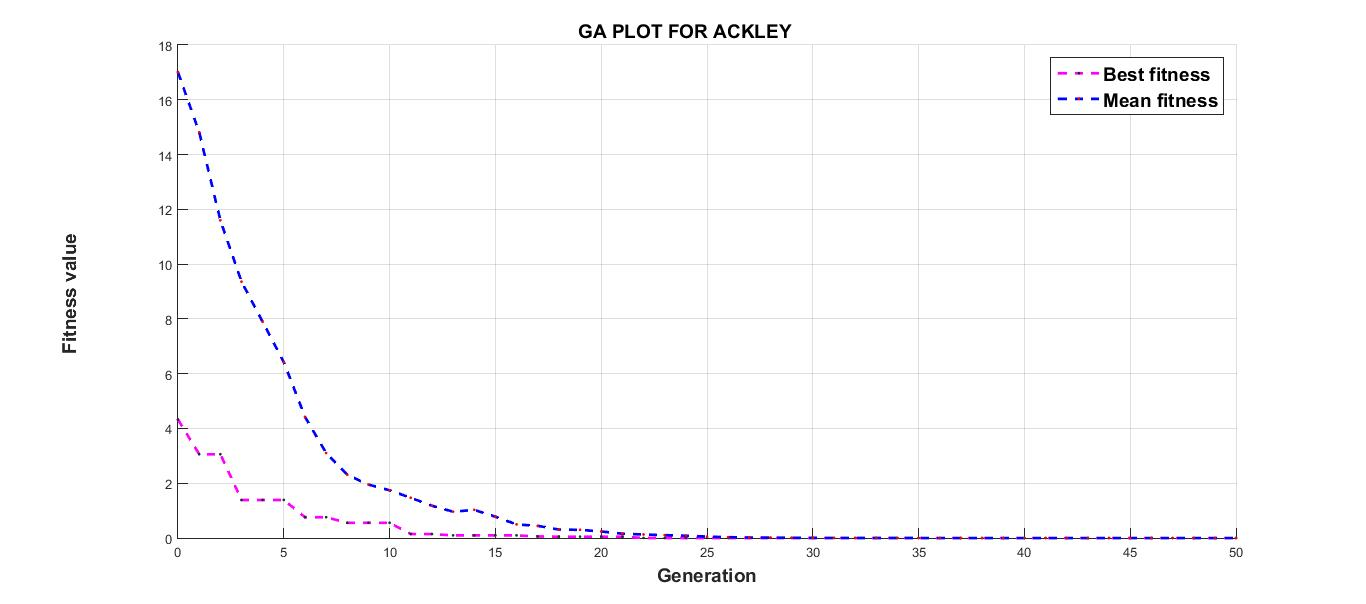 GA PLOT FOR ACKLEY
18
16
14
12
10
8
6
4
2
0
Fitness value
Best fitness
Mean fitness
0 5 10 15 20 25 30 35 40 45 50
Generation